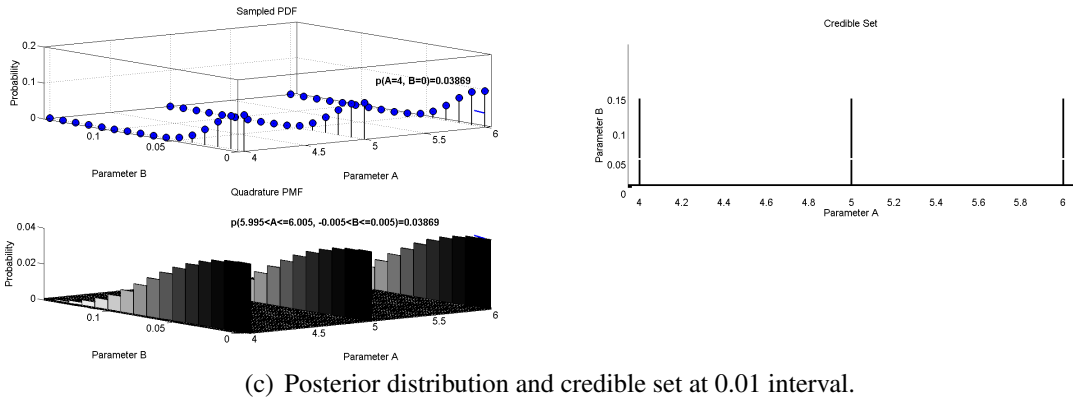 Sampled PDF
0.2
0.1
0
Probability
p(A=4, B=0)=0.03869
0.1
0.05
0
4
4.5
5
5.5
6
Parameter B
Parameter A
Quadrature PMF
p(5.995<A<=6.005, -0.005<B<=0.005)=0.03869
0.04
0.02
0
Probability
0.1
0.05
0
4
4.5
5
5.5
6
Parameter B
Parameter A
Credible Set
0.15
0.1
0.05
0
Parameter B
4
4.2
4.4
4.6
4.8
5
5.2
5.4
5.6
5.8
6
Parameter A
(c) Posterior distribution and credible set at 0.01 interval.